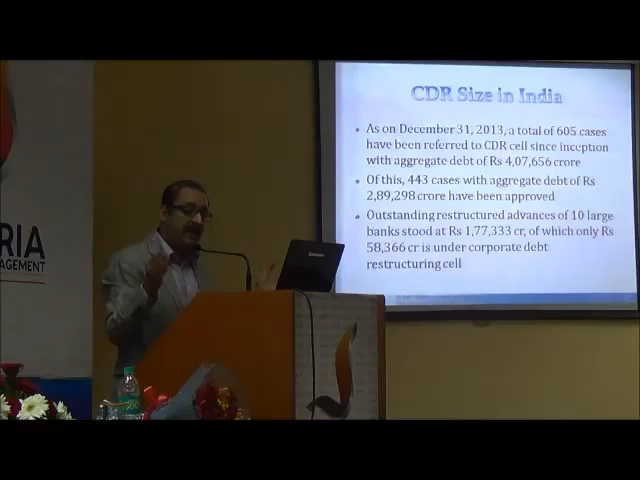 CDR Size in India
As on December 31, 2013, a total of 605 cases
have been referred to CDR cell since inception
with aggregate debt of Rs 4,07,656 crore
Of this, 443 cases with aggregate debt of Rs
2,89,298 crore have been approved
Outstanding restructured advances of 10 large
banks stood at Rs 1,77,333 cr, of which only Rs
58,366 cr is under corporate debt
restructuring cell
RIA
NAGEMENT